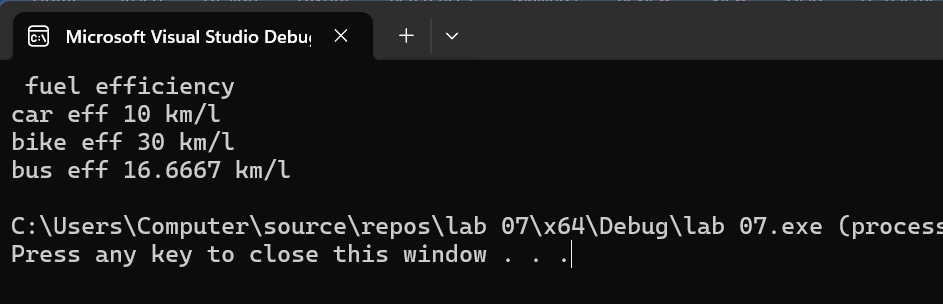 Microsoft Visual Studio Debu
fuel efficiency
car eff 10 km/l
bike eff 30 km/l
bus eff 16.6667 km/l
C:\Users\Computer\source\repos\lab 07\x64\Debug\lab 07.exe (process
Press any key to close this window . . .